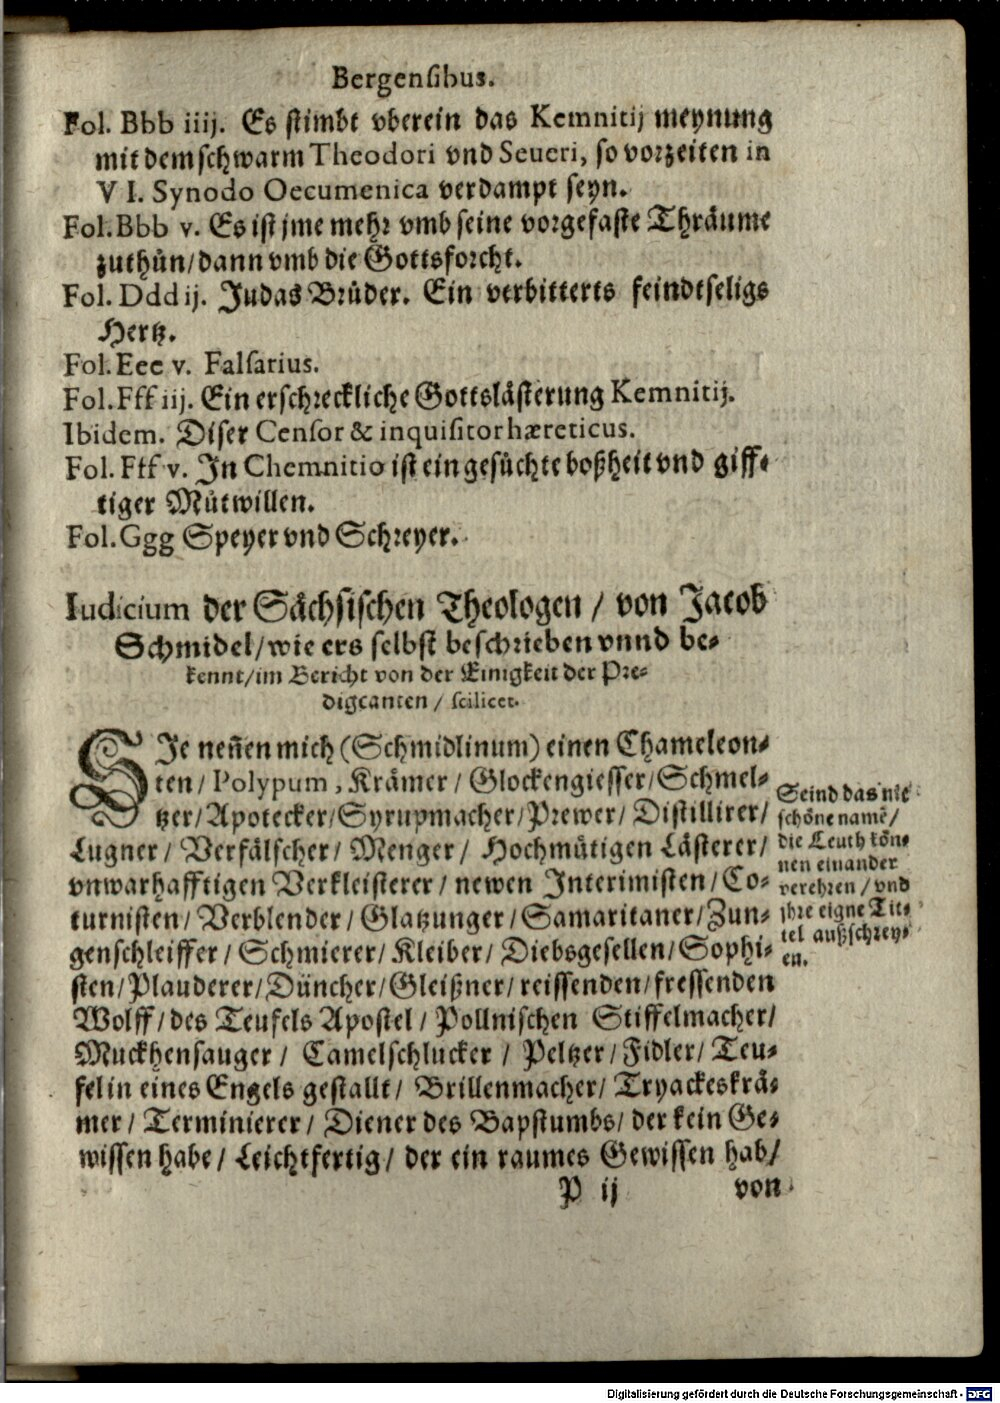 Bergensibus.
Fol. Bbb iiij. Es stimbt vberein das Kemnitij meynung
mit dem schwarm Theodori vnd Seueri, so vorzeiten in
V I. Synodo Oecumenica verdampt seyn.
Fol. Bbb v. Es ist jme mehr vmb seine vorgefaste Thräume
zuthůn/dann vmb die Gottsforcht.
Fol. Ddd ij. Judas Brůder. Ein verbitterts feindtseligs
Hertz.
Fol. Eee v. Falsarius.
Fol. Fff iij. Ein erschreckliche Gottslästerung Kemnitij.
Ibidem. Diser Censor & inquisitor hæreticus.
Fol. Fff v. In Chemnitio ist ein gesůchte boßheit vnd giff-
tiger Můtwillen.
Fol. Ggg Speyer vnd Schreyer.
Iudicium der Sächsischen Theologen / von Jacob
Schmidel/wie ers selbst beschrieben vnnd be-
kennt/im Bericht von der Einigkeit der Pre-
digcanten / scilicet.
SIe neñen mich (Schmidlinum) einen Chameleon-
ten/ Polypum, Krämer / Glockengiesser/Schmel-
tzer/Apotecker/Syrupmacher/Prewer/ Distillirer/
Lugner/ Verfälscher/ Menger/ Hochmütigen Lästerer/
vnwarhafftigen Verkleisterer/ newen Interimisten/Co-
turnisten/ Verblender/ Glatzunger/Samaritaner/Zun-
genschleiffer / Schmierer/ Kleiber/ Diebsgesellen/Sophi-
sten/Plauderer/Düncher/Gleißner/ reissenden/fressenden
Wolff/des Teufels Apostel/ Pollnischen Stiffelmacher/
Muckhensauger / Camelschlucker / Peltzer/Fidler/ Teu-
fel in eines Engels gestallt/ Brillenmacher/ Tryackeskrä-
mer / Terminierer/ Diener des Bapstumbs/ der kein Ge-
wissen habe/ Leichtfertig/ der ein raumes Gewissen hab/
Seind das nit
schöne namē/
die Leuth kön-
nen einander
verehren / vnd
jhre eigne Tit-
tel außschrey-
en.
P ij von
Digitalisierung gefördert durch die Deutsche Forschungsgemeinschaft - DFG